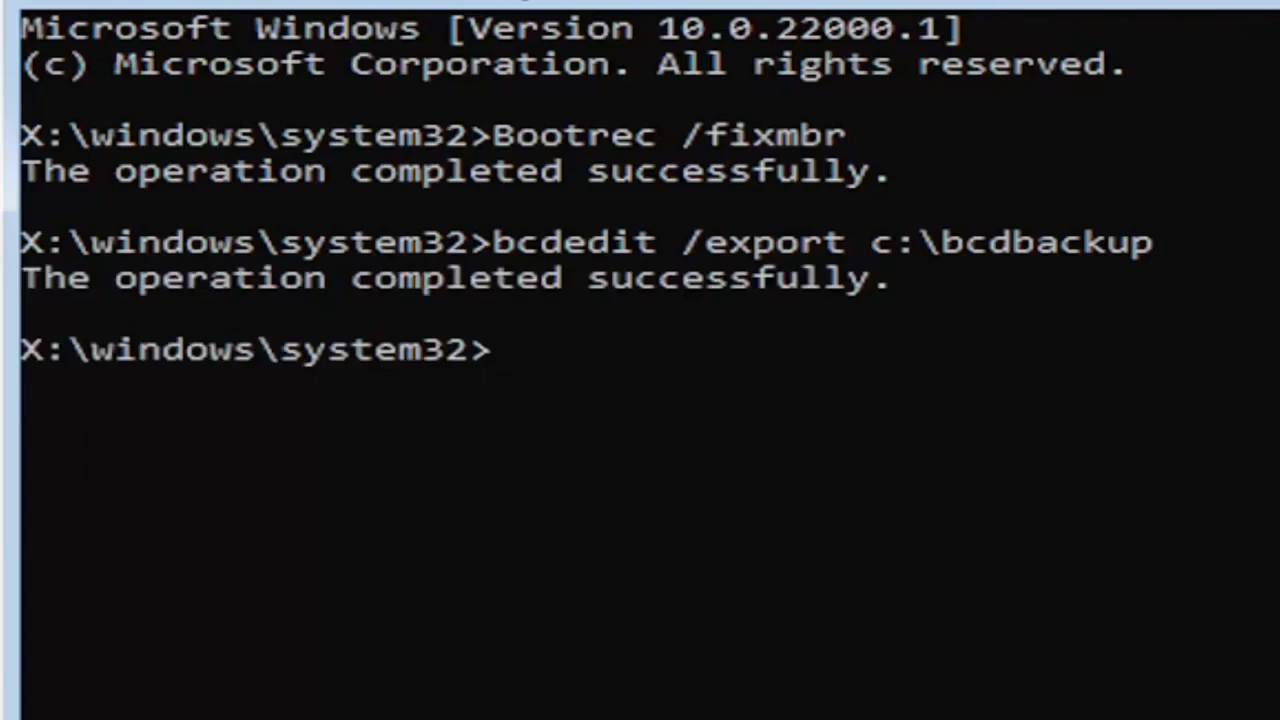 Microsoft Windows [Version 10.0.22000.1]
(c) Microsoft Corporation. All rights reserved.
X:\windows\system32>Bootrec /fixmbr
The operation completed successfully.
X:\windows\system32>bcdedit /export c:\bcdbackup
The operation completed successfully.
X:\windows\system32>